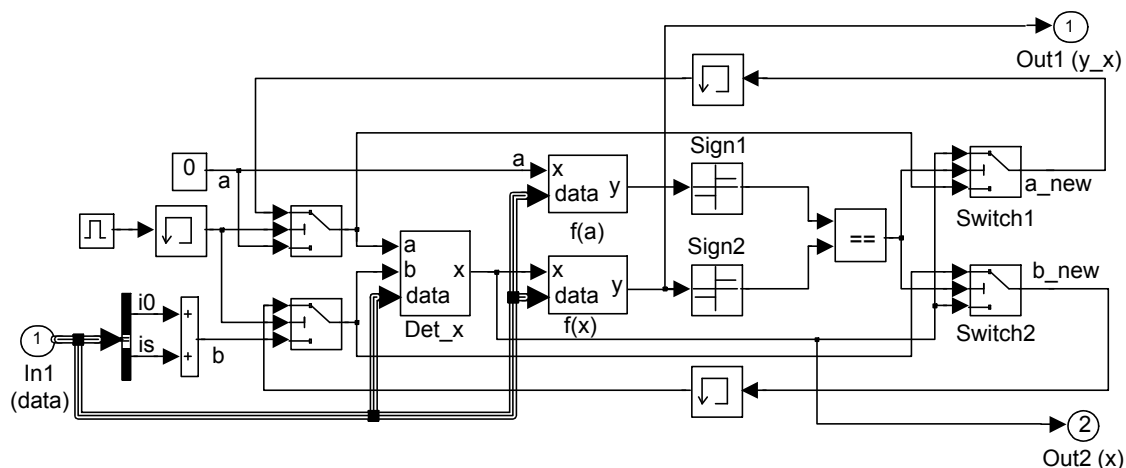 1
Out1 (y_x)
Sign1
0
a
a
x
data
y
f(a)
a_new
Switch1
==
a
b
data
x
Det_x
Sign2
x
data
y
f(x)
b_new
Switch2
i0
is
+
+
b
1
In1
(data)
2
Out2 (x)